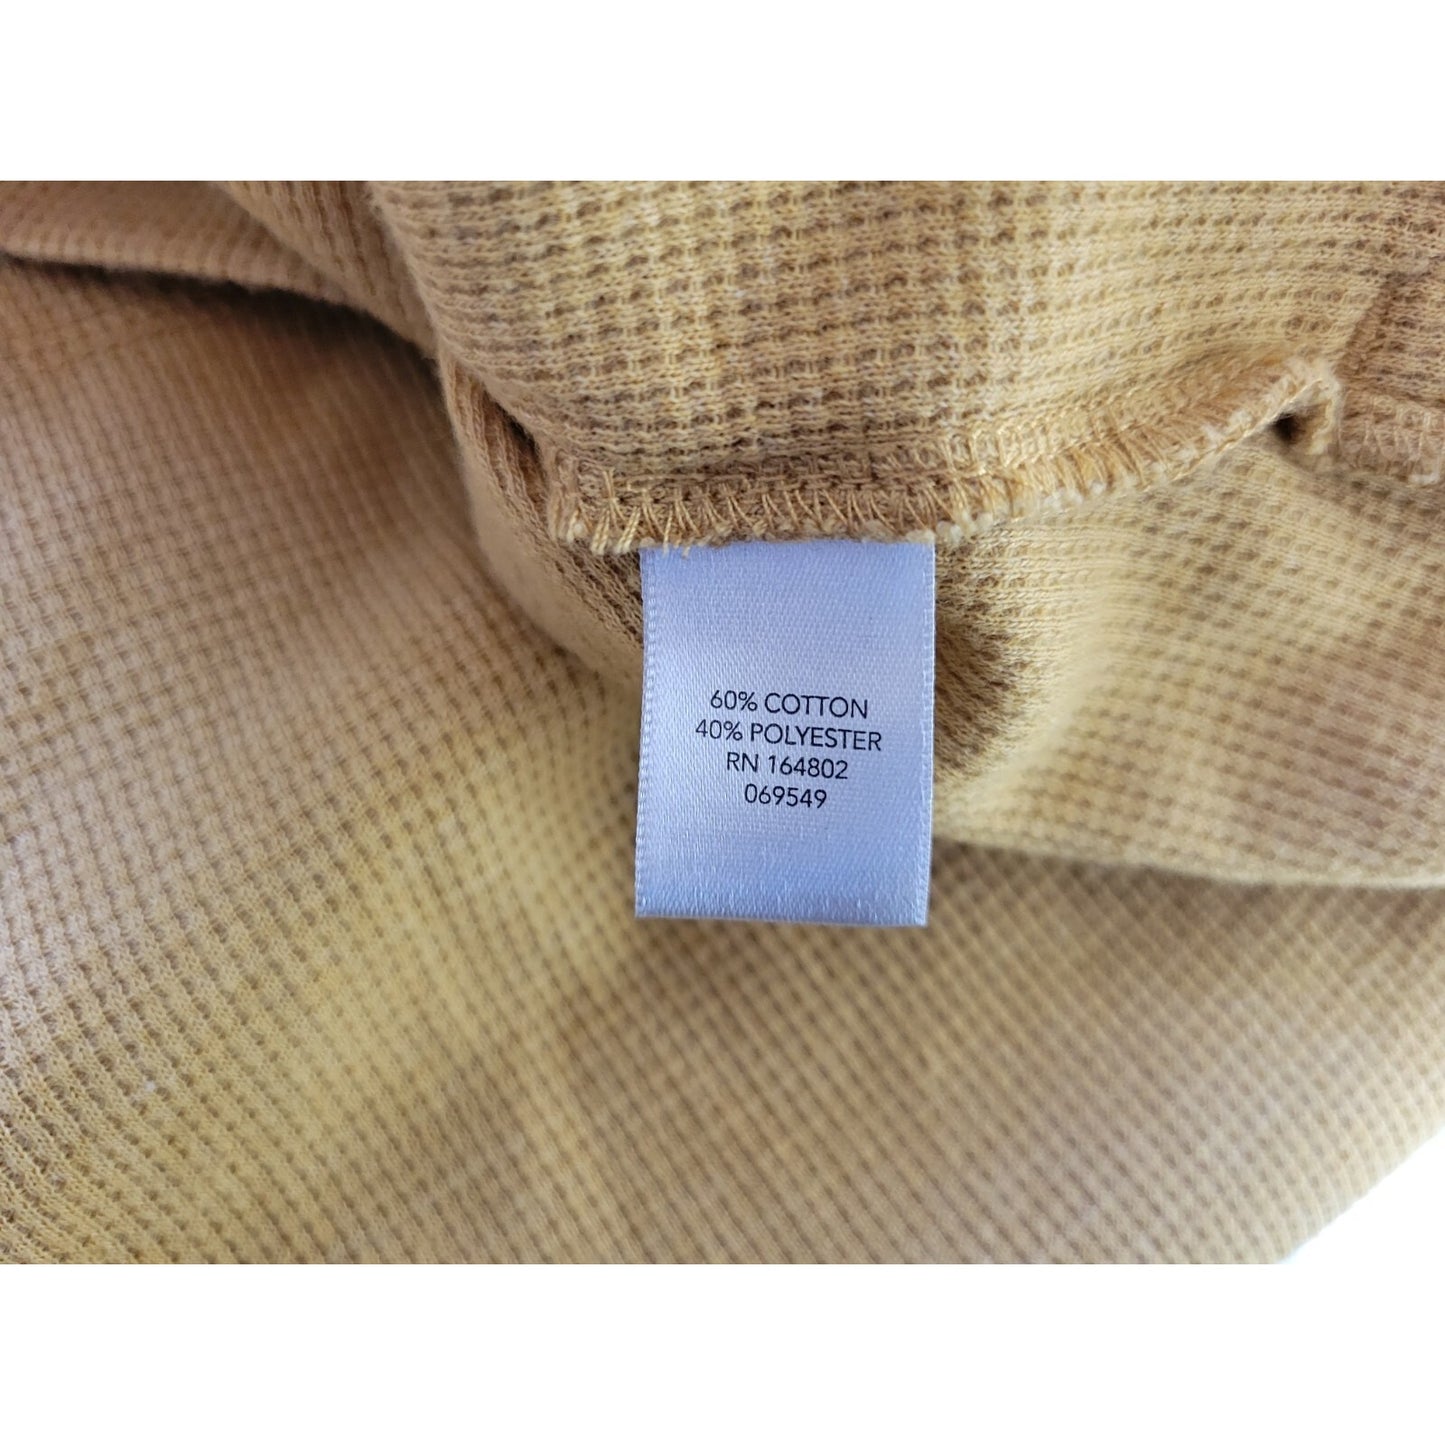 60% COTTON
40% POLYESTER
RN 164802
069549